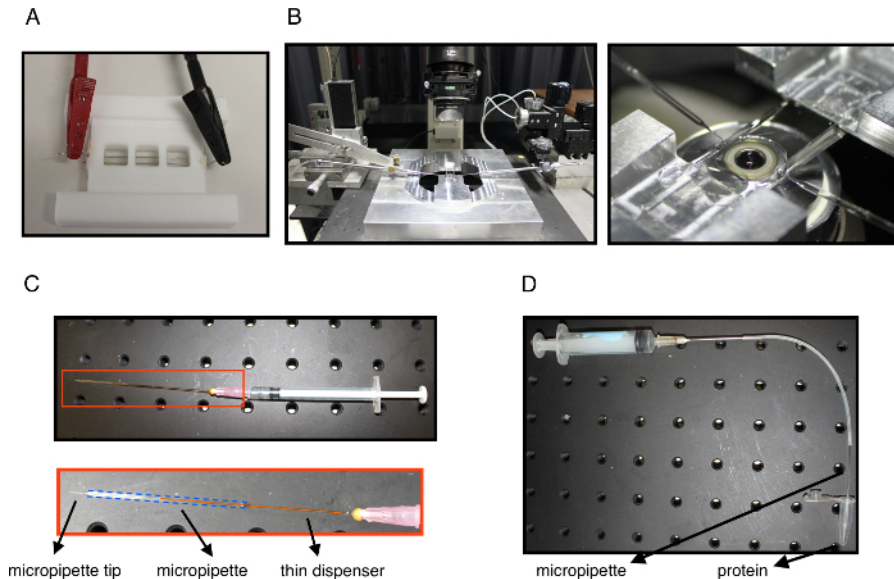 A
B
C
D
micropipette tip
micropipette
thin dispenser
micropipette
protein